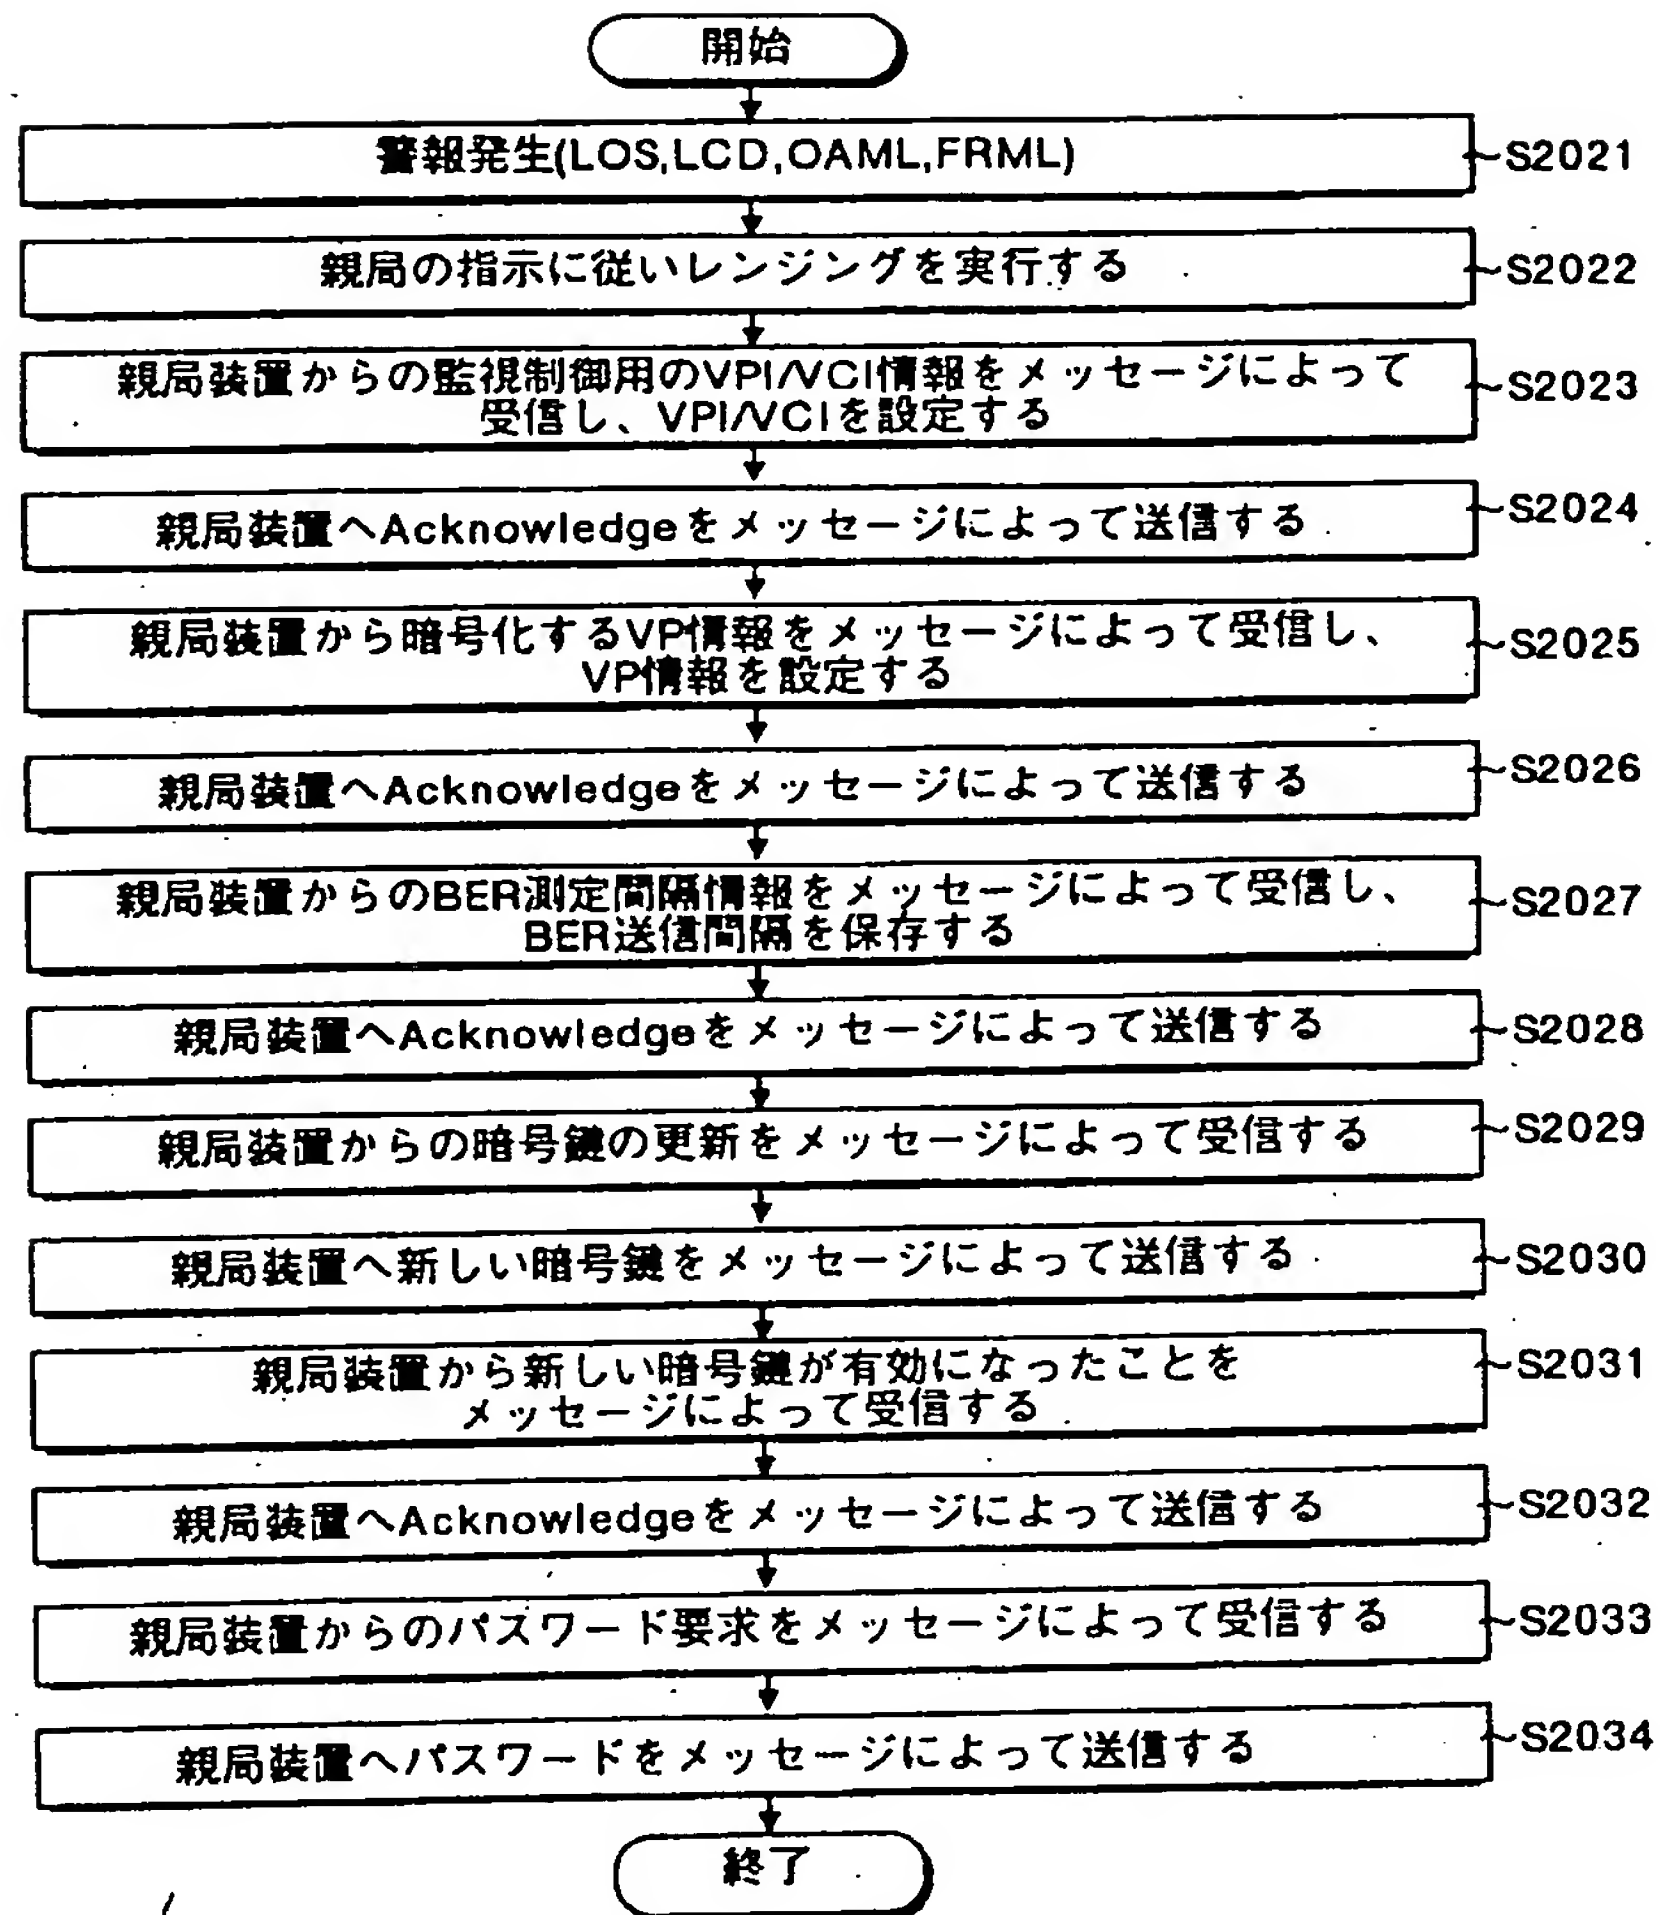 開始
警報発生(LOS,LCD,OAML,FRML)
S2021
親局の指示に従いレンジングを実行する
S2022
親局装置からの監視制御用のVPI/VCI情報をメッセージによって
受信し、VPI/VCIを設定する
S2023
親局装置へAcknowledgeをメッセージによって送信する
S2024
親局装置から暗号化するVP情報をメッセージによって受信し、
VP情報を設定する
S2025
親局装置へAcknowledgeをメッセージによって送信する
S2026
親局装置からのBER測定間隔情報をメッセージによって受信し、
BER送信間隔を保存する
S2027
親局装置へAcknowledgeをメッセージによって送信する
S2028
親局装置からの暗号鍵の更新をメッセージによって受信する
S2029
親局装置へ新しい暗号鍵をメッセージによって送信する
S2030
親局装置から新しい暗号鍵が有効になったことを
メッセージによって受信する
S2031
親局装置へAcknowledgeをメッセージによって送信する
S2032
親局装置からのパスワード要求をメッセージによって受信する
S2033
親局装置へパスワードをメッセージによって送信する
S2034
終了